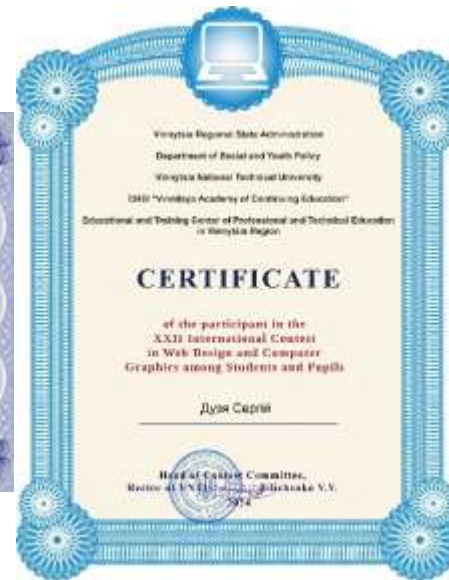 Vinnytsia Regional State Administration
Department of Social and Youth Policy
Vinnytsia National Technical University
"Vinnytsia Academy of Continuing Education"
Educational and Training Center of Professional and Technical Education
in Vinnytsia Region
CERTIFICATE
of the participant in the
XXII International Contest
in Web Design and Computer
Graphics among Students and Pupils
Дузя Сергій
Head of Contest Committee,
Rector of VNTU Bilichenko V.V.
2024